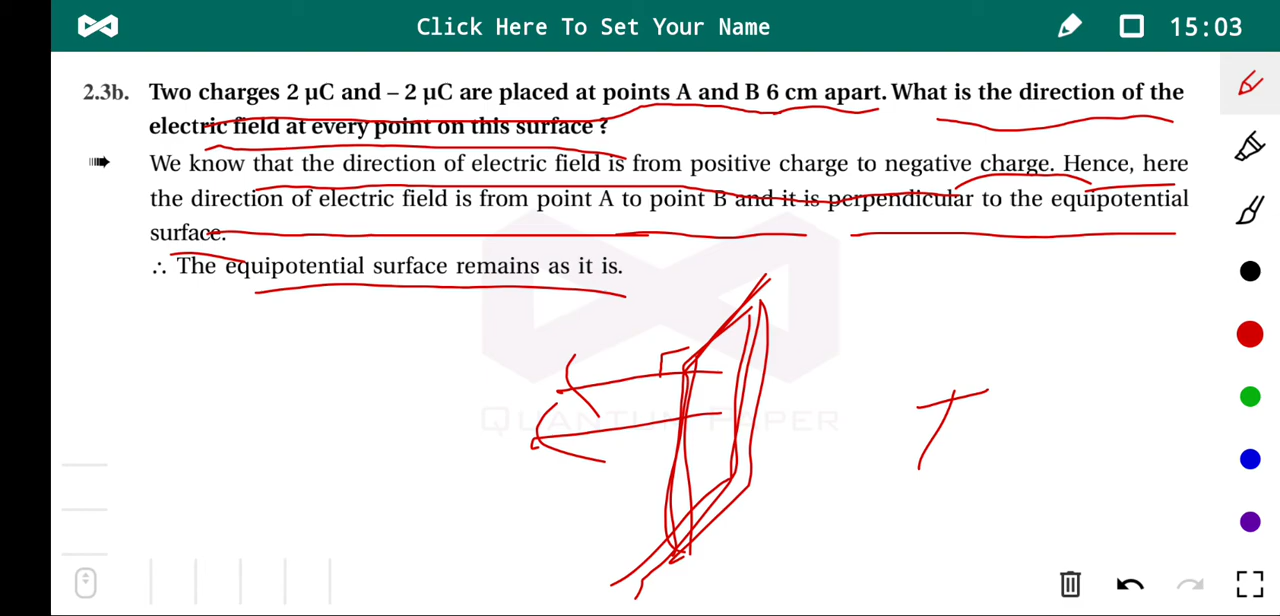 Click Here To Set Your Name
15:03
2.3b. Two charges 2 μC and – 2 μC are placed at points A and B 6 cm apart. What is the direction of the
electric field at every point on this surface ?
We know that the direction of electric field is from positive charge to negative charge. Hence, here
the direction of electric field is from point A to point B and it is perpendicular to the equipotential
surface.
∴ The equipotential surface remains as it is.
QUANTUM PAPER